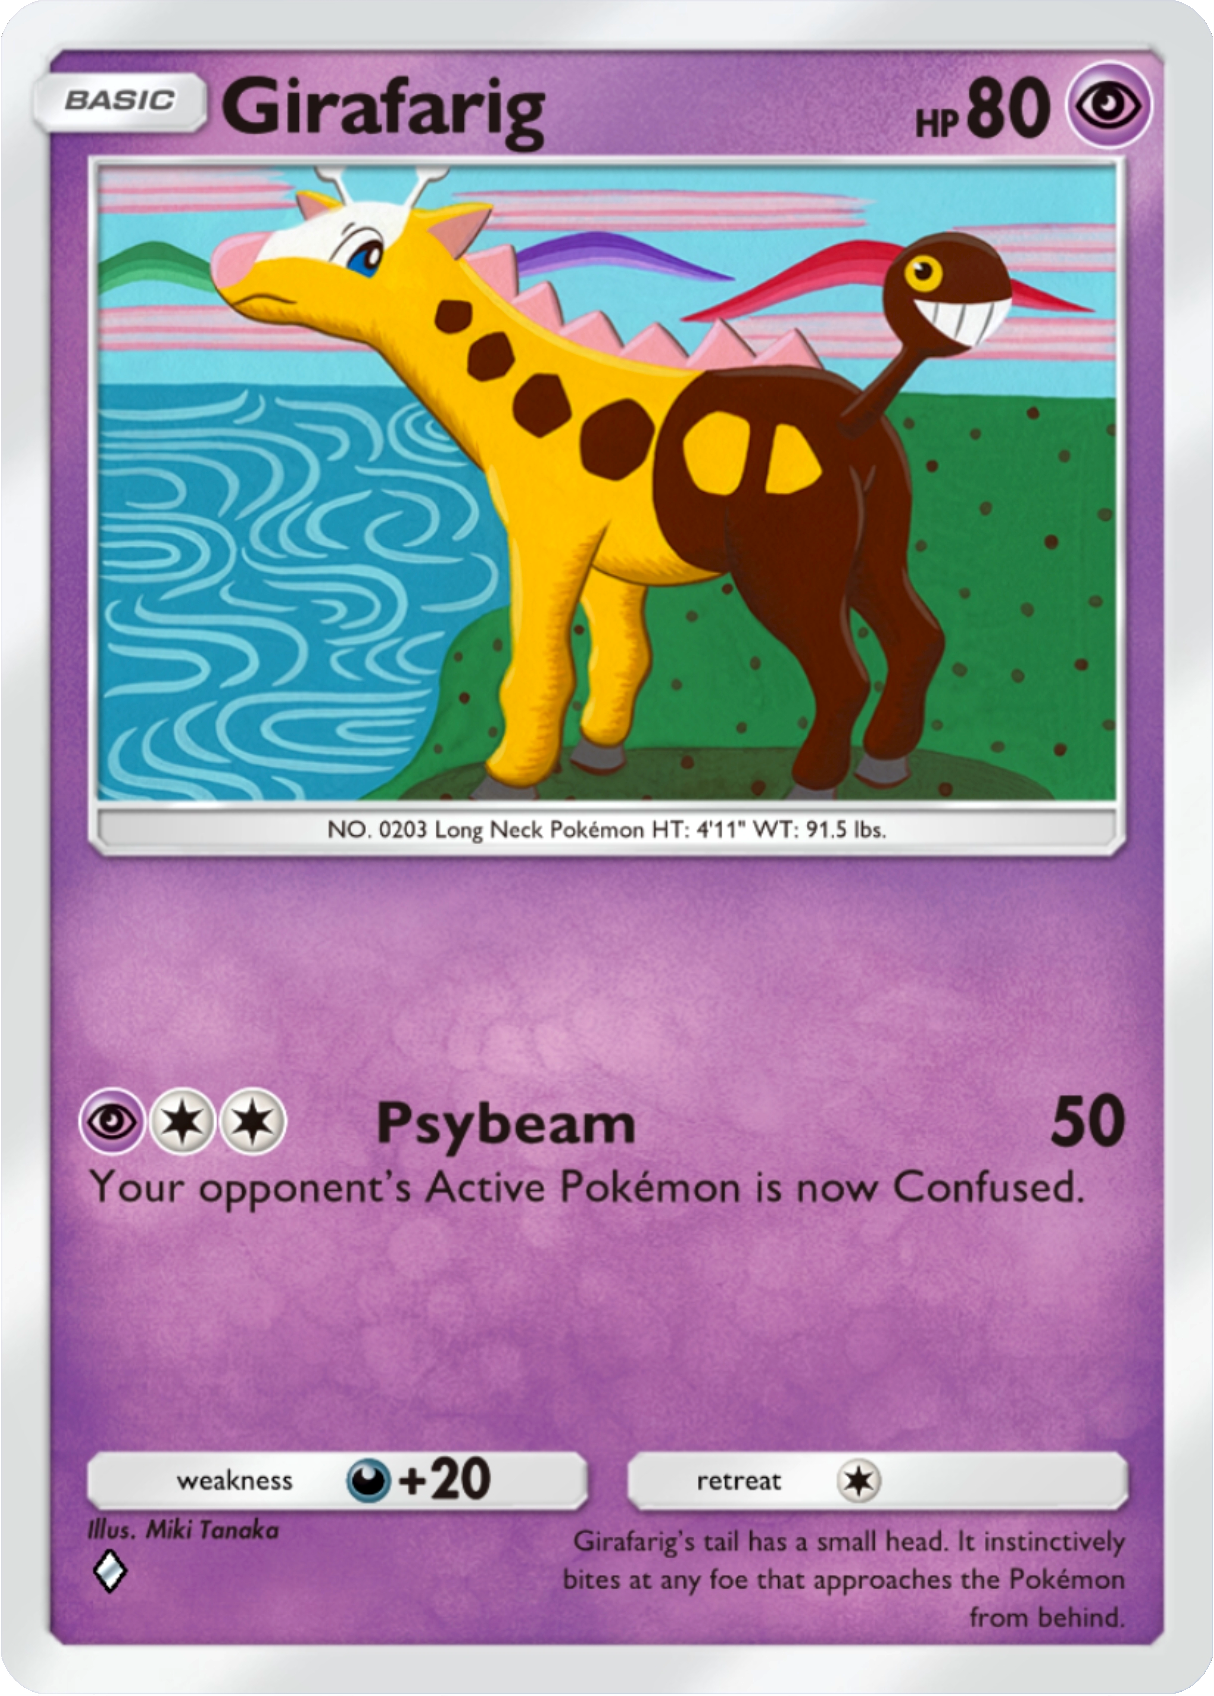 BASIC Girafarig HP 80
NO. 0203 Long Neck Pokémon HT: 4'11" WT: 91.5 lbs.
Psybeam 50
Your opponent's Active Pokémon is now Confused.
weakness +20 retreat
Illus. Miki Tanaka
Girafarig's tail has a small head. It instinctively
bites at any foe that approaches the Pokémon
from behind.